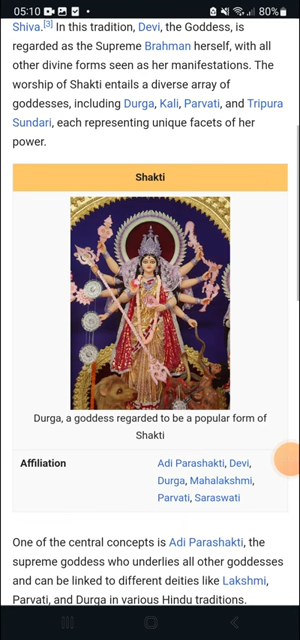 05:10
80%
Shiva.[3] In this tradition, Devi, the Goddess, is
regarded as the Supreme Brahman herself, with all
other divine forms seen as her manifestations. The
worship of Shakti entails a diverse array of
goddesses, including Durga, Kali, Parvati, and Tripura
Sundari, each representing unique facets of her
power.
Shakti
Durga, a goddess regarded to be a popular form of
Shakti
Affiliation
Adi Parashakti, Devi,
Durga, Mahalakshmi,
Parvati, Saraswati
One of the central concepts is Adi Parashakti, the
supreme goddess who underlies all other goddesses
and can be linked to different deities like Lakshmi,
Parvati, and Durga in various Hindu traditions.